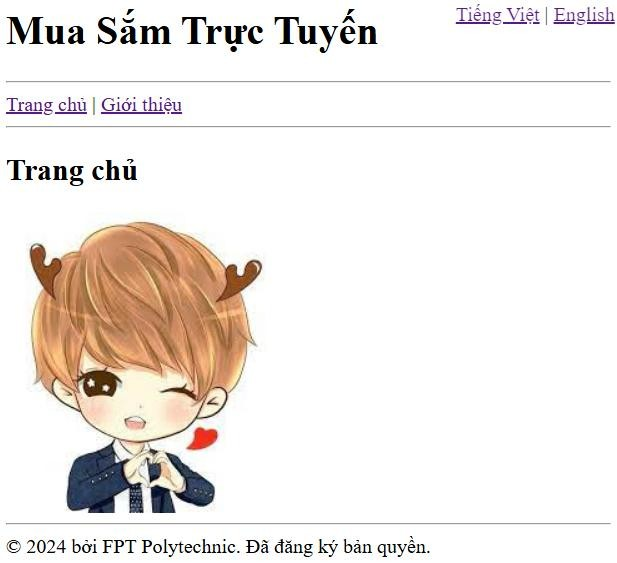 Mua Sắm Trực Tuyến
Tiếng Việt | English
Trang chủ | Giới thiệu
Trang chủ
© 2024 bởi FPT Polytechnic. Đã đăng ký bản quyền.